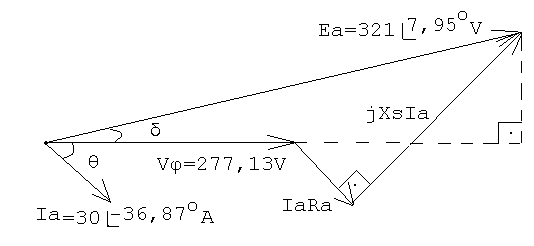 Ea=321∠7,95°V
jXsIa
δ
θ
Vφ=277,13V
IaRa
Ia=30∠-36,87°A